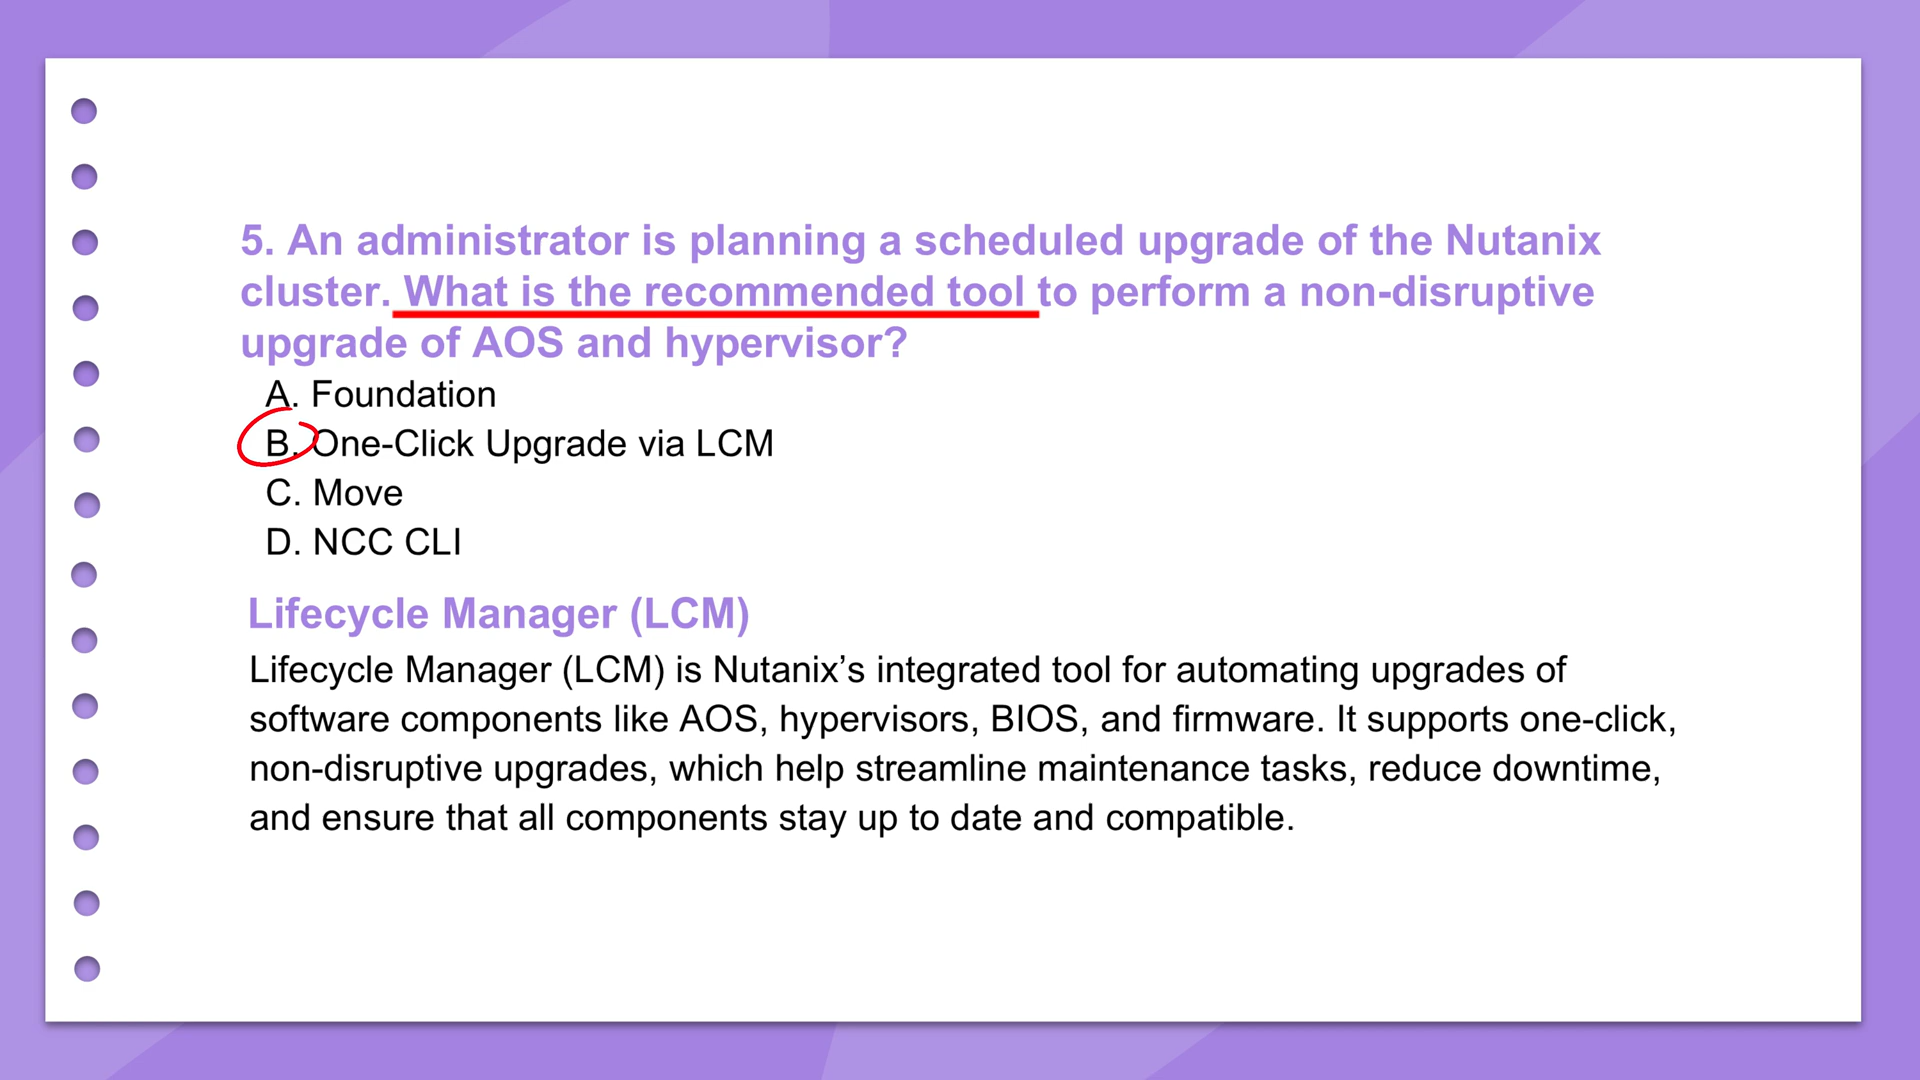 5. An administrator is planning a scheduled upgrade of the Nutanix
cluster. What is the recommended tool to perform a non-disruptive
upgrade of AOS and hypervisor?
A. Foundation
B. One-Click Upgrade via LCM
C. Move
D. NCC CLI
Lifecycle Manager (LCM)
Lifecycle Manager (LCM) is Nutanix’s integrated tool for automating upgrades of
software components like AOS, hypervisors, BIOS, and firmware. It supports one-click,
non-disruptive upgrades, which help streamline maintenance tasks, reduce downtime,
and ensure that all components stay up to date and compatible.